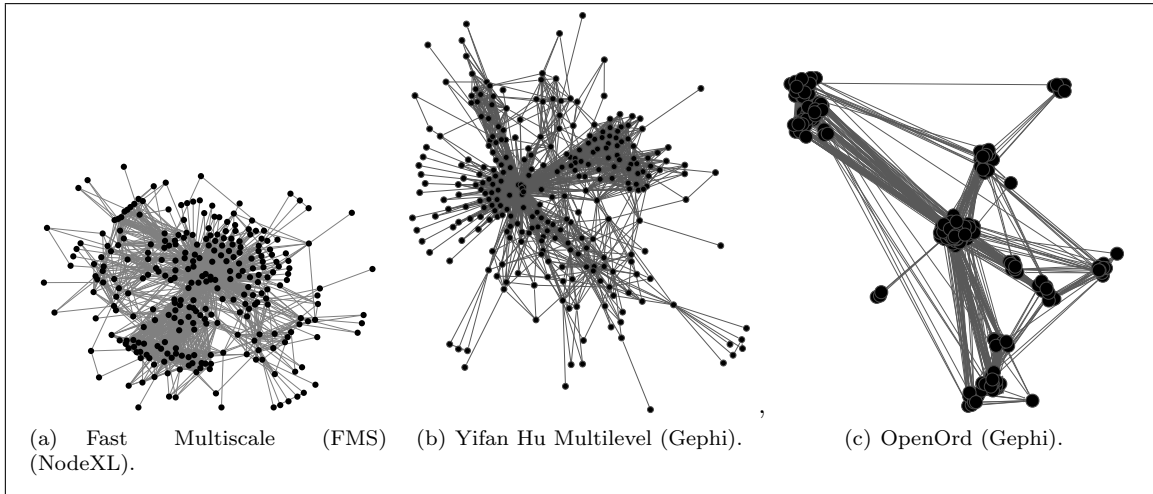 ,
(a) Fast Multiscale (FMS)
(NodeXL).
(b) Yifan Hu Multilevel (Gephi).
(c) OpenOrd (Gephi).